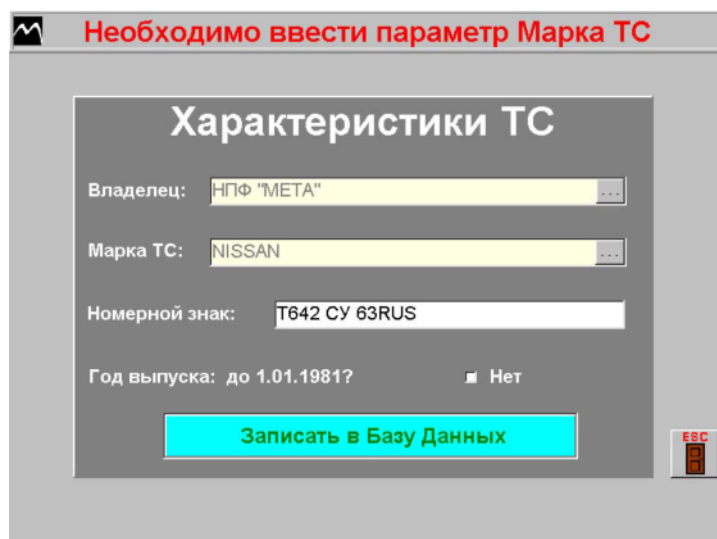 Необходимо ввести параметр Марка ТС
Характеристики ТС
Владелец: НПФ "МЕТА" ...
Марка ТС: NISSAN ...
Номерной знак: Т642 СУ 63RUS
Год выпуска: до 1.01.1981? Нет
Записать в Базу Данных
ESC